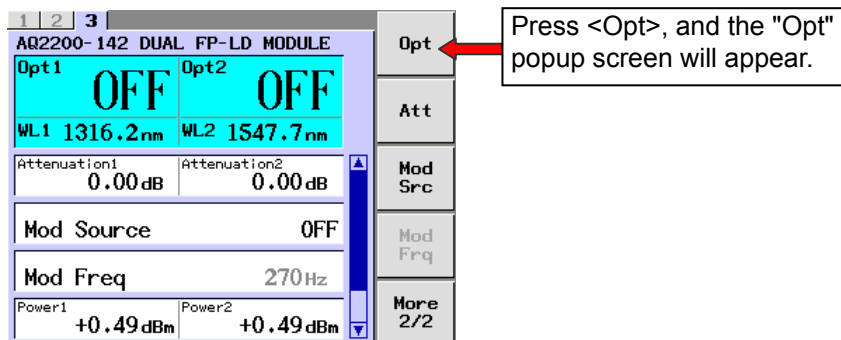 1 2 3
AQ2200-142 DUAL FP-LD MODULE
Opt1 OFF Opt2 OFF
WL1 1316.2nm WL2 1547.7nm
Attenuation1 Attenuation2
0.00dB 0.00dB
Mod Source OFF
Mod Freq 270Hz
Power1 Power2
+0.49dBm +0.49dBm
Opt
Att
Mod
Src
Mod
Frq
More
2/2
Press <Opt>, and the "Opt"
popup screen will appear.